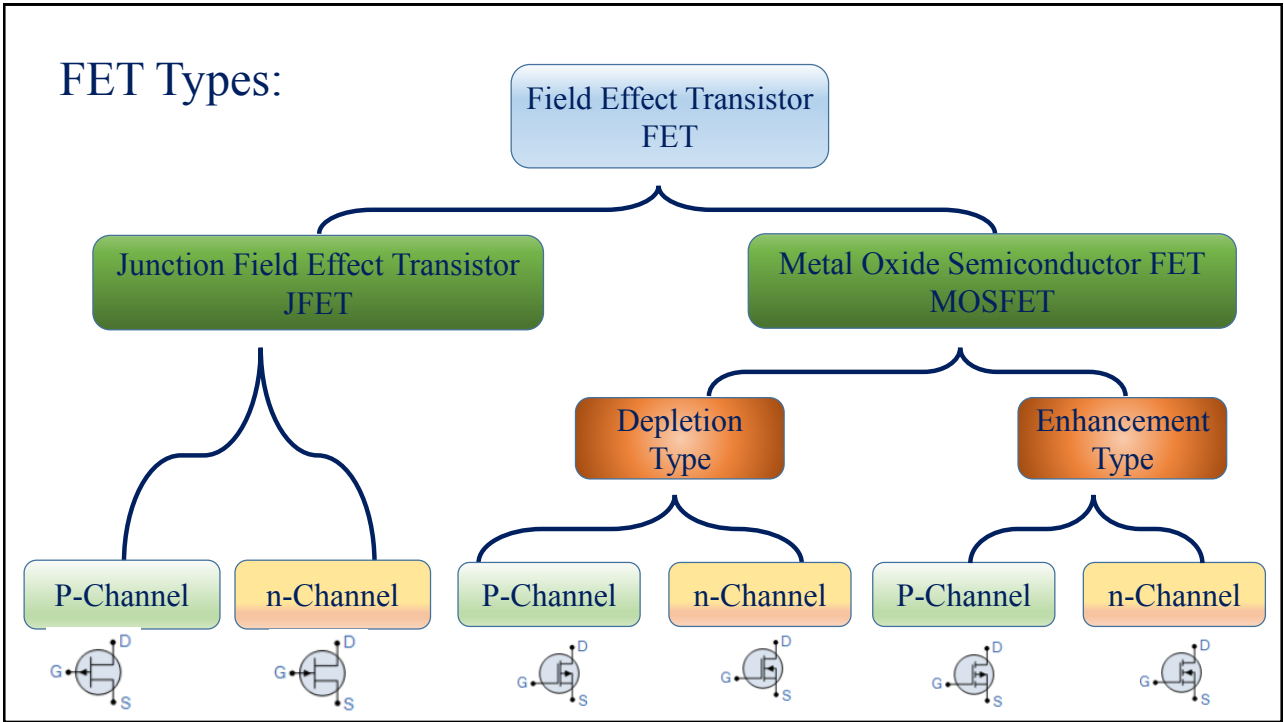 FET Types:
Field Effect Transistor
FET
Junction Field Effect Transistor
JFET
Metal Oxide Semiconductor FET
MOSFET
Depletion
Type
Enhancement
Type
P-Channel
n-Channel
P-Channel
n-Channel
P-Channel
n-Channel
D
G
S
D
G
S
D
G
S
D
G
S
D
G
S
D
G
S